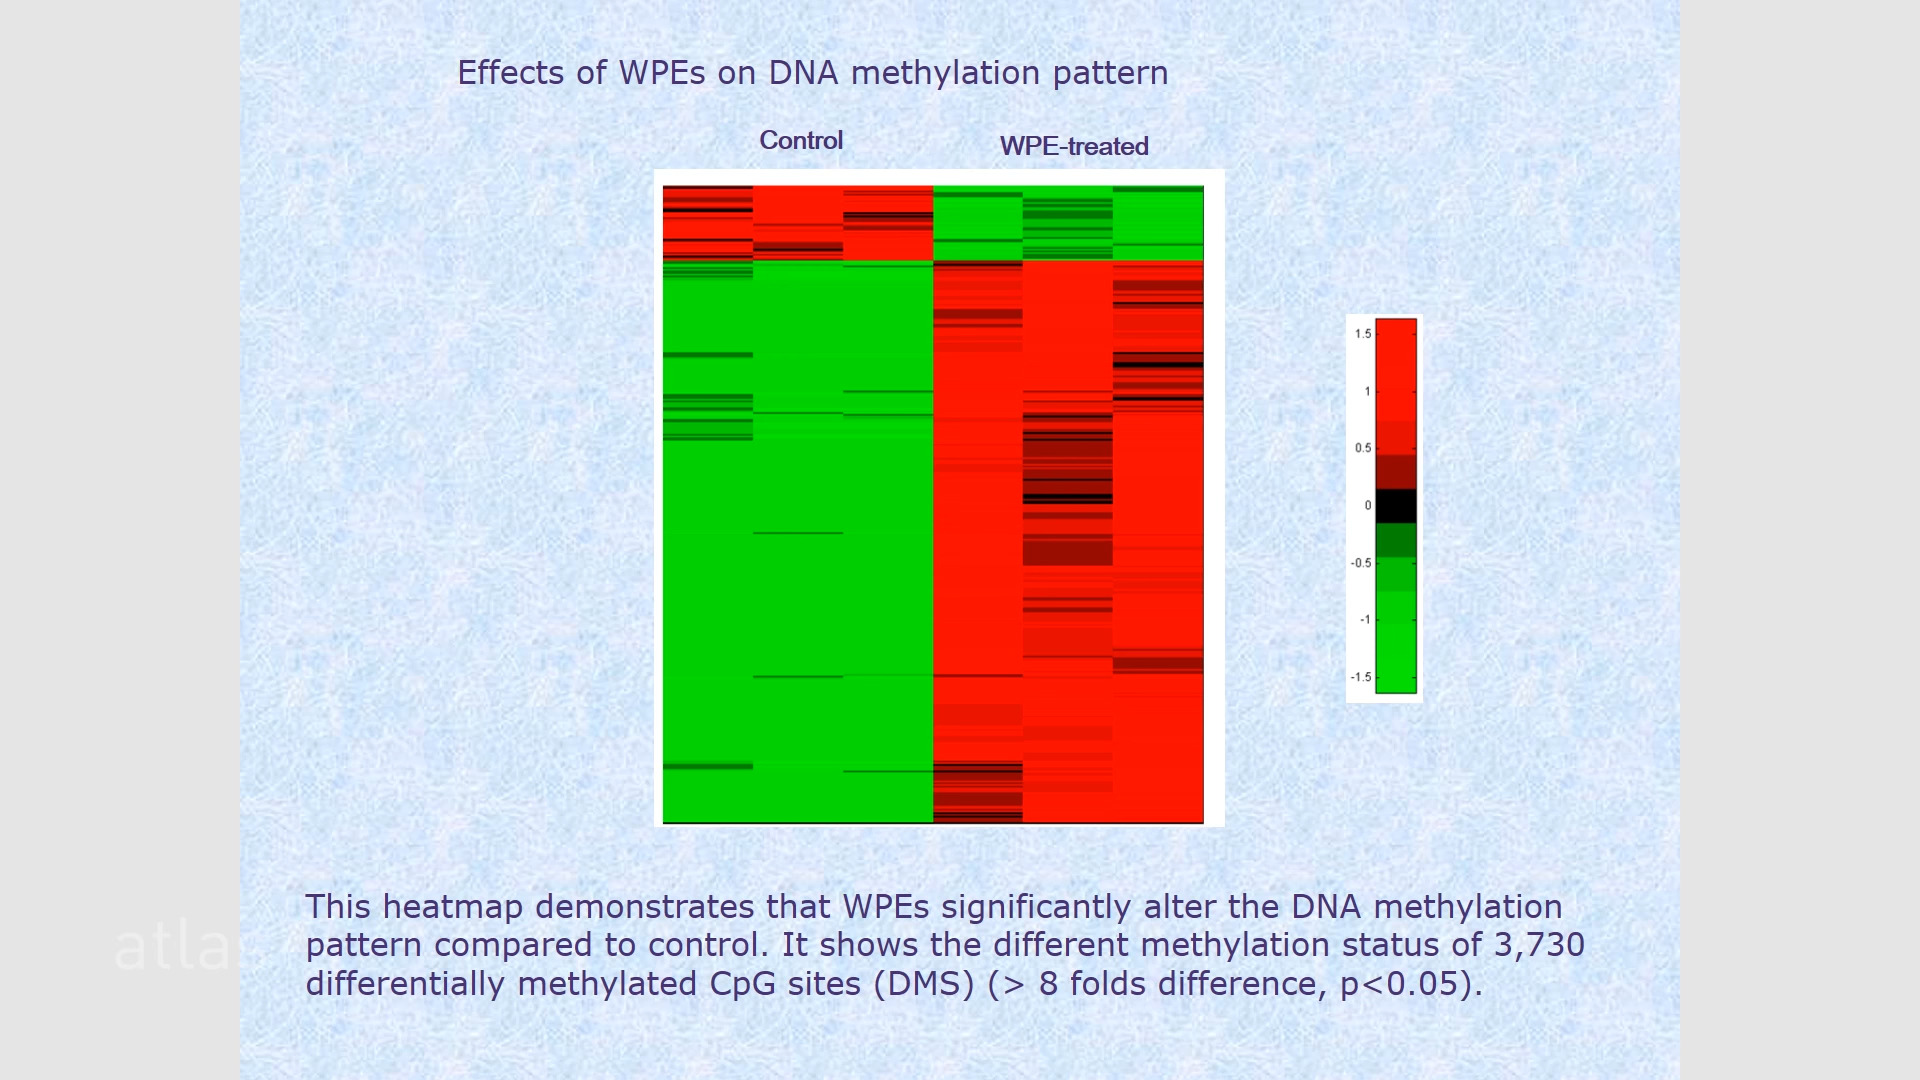 Effects of WPEs on DNA methylation pattern
Control
WPE-treated
1.5
1
0.5
0
-0.5
-1
-1.5
This heatmap demonstrates that WPEs significantly alter the DNA methylation
pattern compared to control. It shows the different methylation status of 3,730
differentially methylated CpG sites (DMS) (> 8 folds difference, p<0.05).
atlas